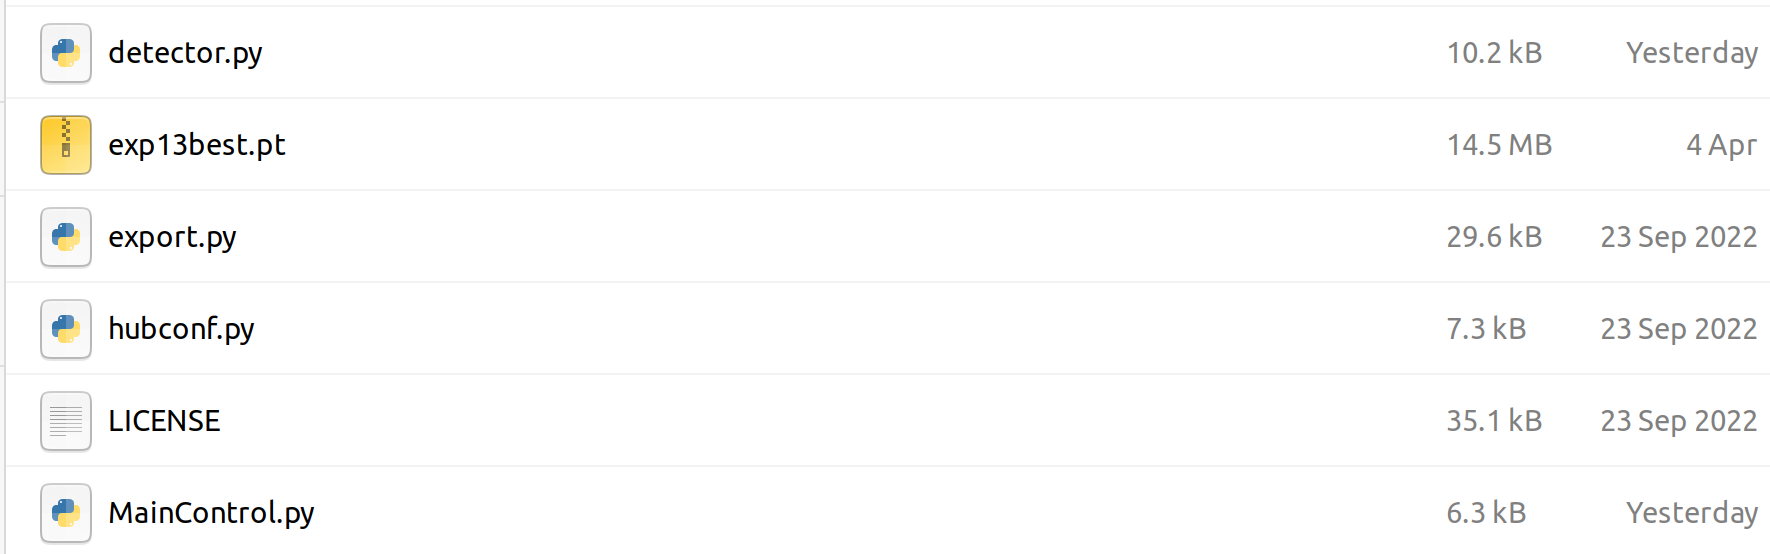 detector.py 10.2 kB Yesterday
exp13best.pt 14.5 MB 4 Apr
export.py 29.6 kB 23 Sep 2022
hubconf.py 7.3 kB 23 Sep 2022
LICENSE 35.1 kB 23 Sep 2022
MainControl.py 6.3 kB Yesterday